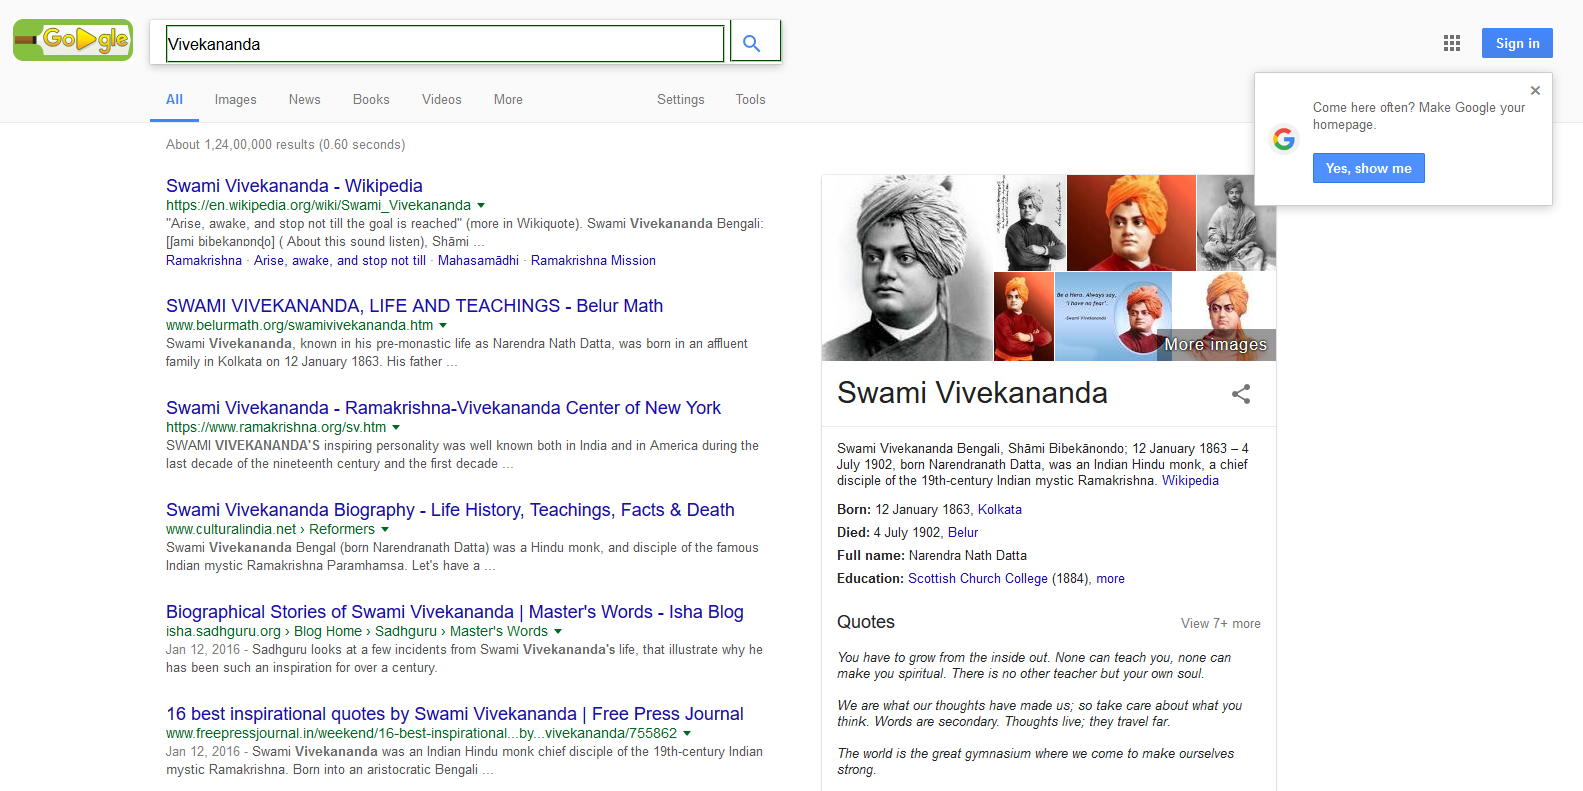 Google
Vivekananda
Sign in
All Images News Books Videos More Settings Tools
Come here often? Make Google your
homepage.
Yes, show me
About 1,24,00,000 results (0.60 seconds)
Swami Vivekananda - Wikipedia
https://en.wikipedia.org/wiki/Swami_Vivekananda
"Arise, awake, and stop not till the goal is reached" (more in Wikiquote). Swami Vivekananda Bengali:
[ʃami bibekanɒnɖo] ( About this sound listen), Shāmi ...
Ramakrishna · Arise, awake, and stop not till · Mahasamādhi · Ramakrishna Mission
SWAMI VIVEKANANDA, LIFE AND TEACHINGS - Belur Math
www.belurmath.org/swamivivekananda.htm
Swami Vivekananda, known in his pre-monastic life as Narendra Nath Datta, was born in an affluent
family in Kolkata on 12 January 1863. His father ...
Swami Vivekananda - Ramakrishna-Vivekananda Center of New York
https://www.ramakrishna.org/sv.htm
SWAMI VIVEKANANDA'S inspiring personality was well known both in India and in America during the
last decade of the nineteenth century and the first decade ...
Swami Vivekananda Biography - Life History, Teachings, Facts & Death
www.culturalindia.net › Reformers
Swami Vivekananda Bengal (born Narendranath Datta) was a Hindu monk, and disciple of the famous
Indian mystic Ramakrishna Paramhamsa. Let's have a ...
Biographical Stories of Swami Vivekananda | Master's Words - Isha Blog
isha.sadhguru.org › Blog Home › Sadhguru › Master's Words
Jan 12, 2016 - Sadhguru looks at a few incidents from Swami Vivekananda's life, that illustrate why he
has been such an inspiration for over a century.
16 best inspirational quotes by Swami Vivekananda | Free Press Journal
www.freepressjournal.in/weekend/16-best-inspirational...by...vivekananda/755862
Jan 12, 2016 - Swami Vivekananda was an Indian Hindu monk chief disciple of the 19th-century Indian
mystic Ramakrishna. Born into an aristocratic Bengali ...
Be a Hero. Always say,
"I have no fear".
-Swami Vivekananda
More images
Swami Vivekananda
Swami Vivekananda Bengali, Shāmi Bibekānondo; 12 January 1863 – 4
July 1902, born Narendranath Datta, was an Indian Hindu monk, a chief
disciple of the 19th-century Indian mystic Ramakrishna. Wikipedia
Born: 12 January 1863, Kolkata
Died: 4 July 1902, Belur
Full name: Narendra Nath Datta
Education: Scottish Church College (1884), more
Quotes View 7+ more
You have to grow from the inside out. None can teach you, none can
make you spiritual. There is no other teacher but your own soul.
We are what our thoughts have made us; so take care about what you
think. Words are secondary. Thoughts live; they travel far.
The world is the great gymnasium where we come to make ourselves
strong.